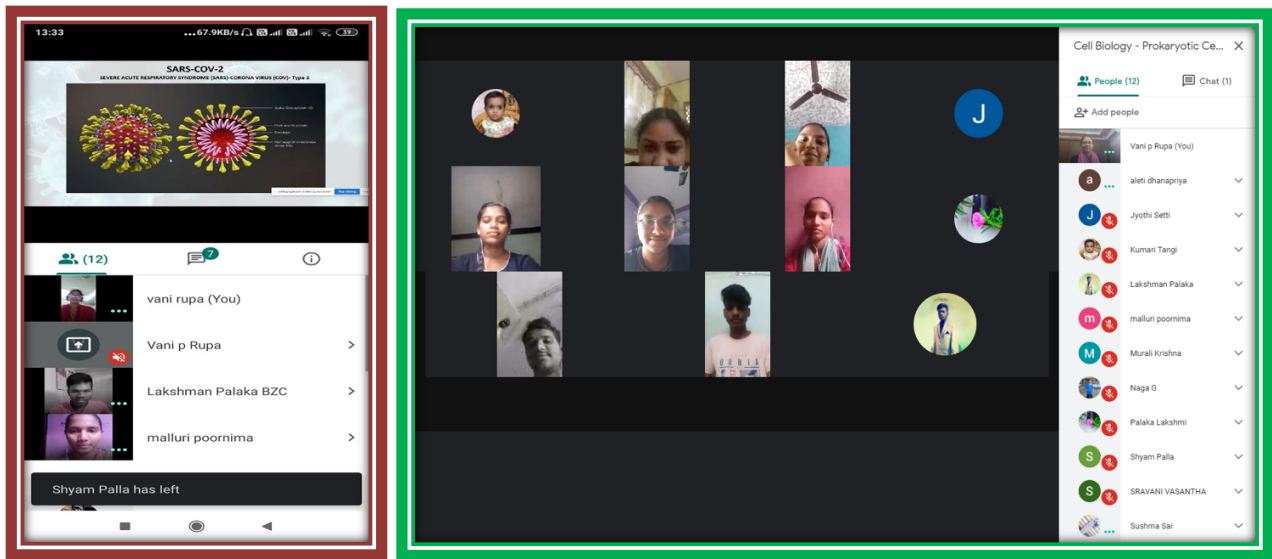 13:33
...67.9KB/s
39
SARS-COV-2
SEVERE ACUTE RESPIRATORY SYNDROME (SARS)-CORONA VIRUS (COV)- Type 2
(12)
7
vani rupa (You)
Vani p Rupa
Lakshman Palaka BZC
malluri poornima
Shyam Palla has left
J
Cell Biology - Prokaryotic Ce...
People (12)
Chat (1)
Add people
Vani p Rupa (You)
a
aleti dhanapriya
J
Jyothi Setti
Kumari Tangi
Lakshman Palaka
m
malluri poornima
M
Murali Krishna
Naga G
Palaka Lakshmi
S
Shyam Palla
S
SRAVANI VASANTHA
Sushma Sai